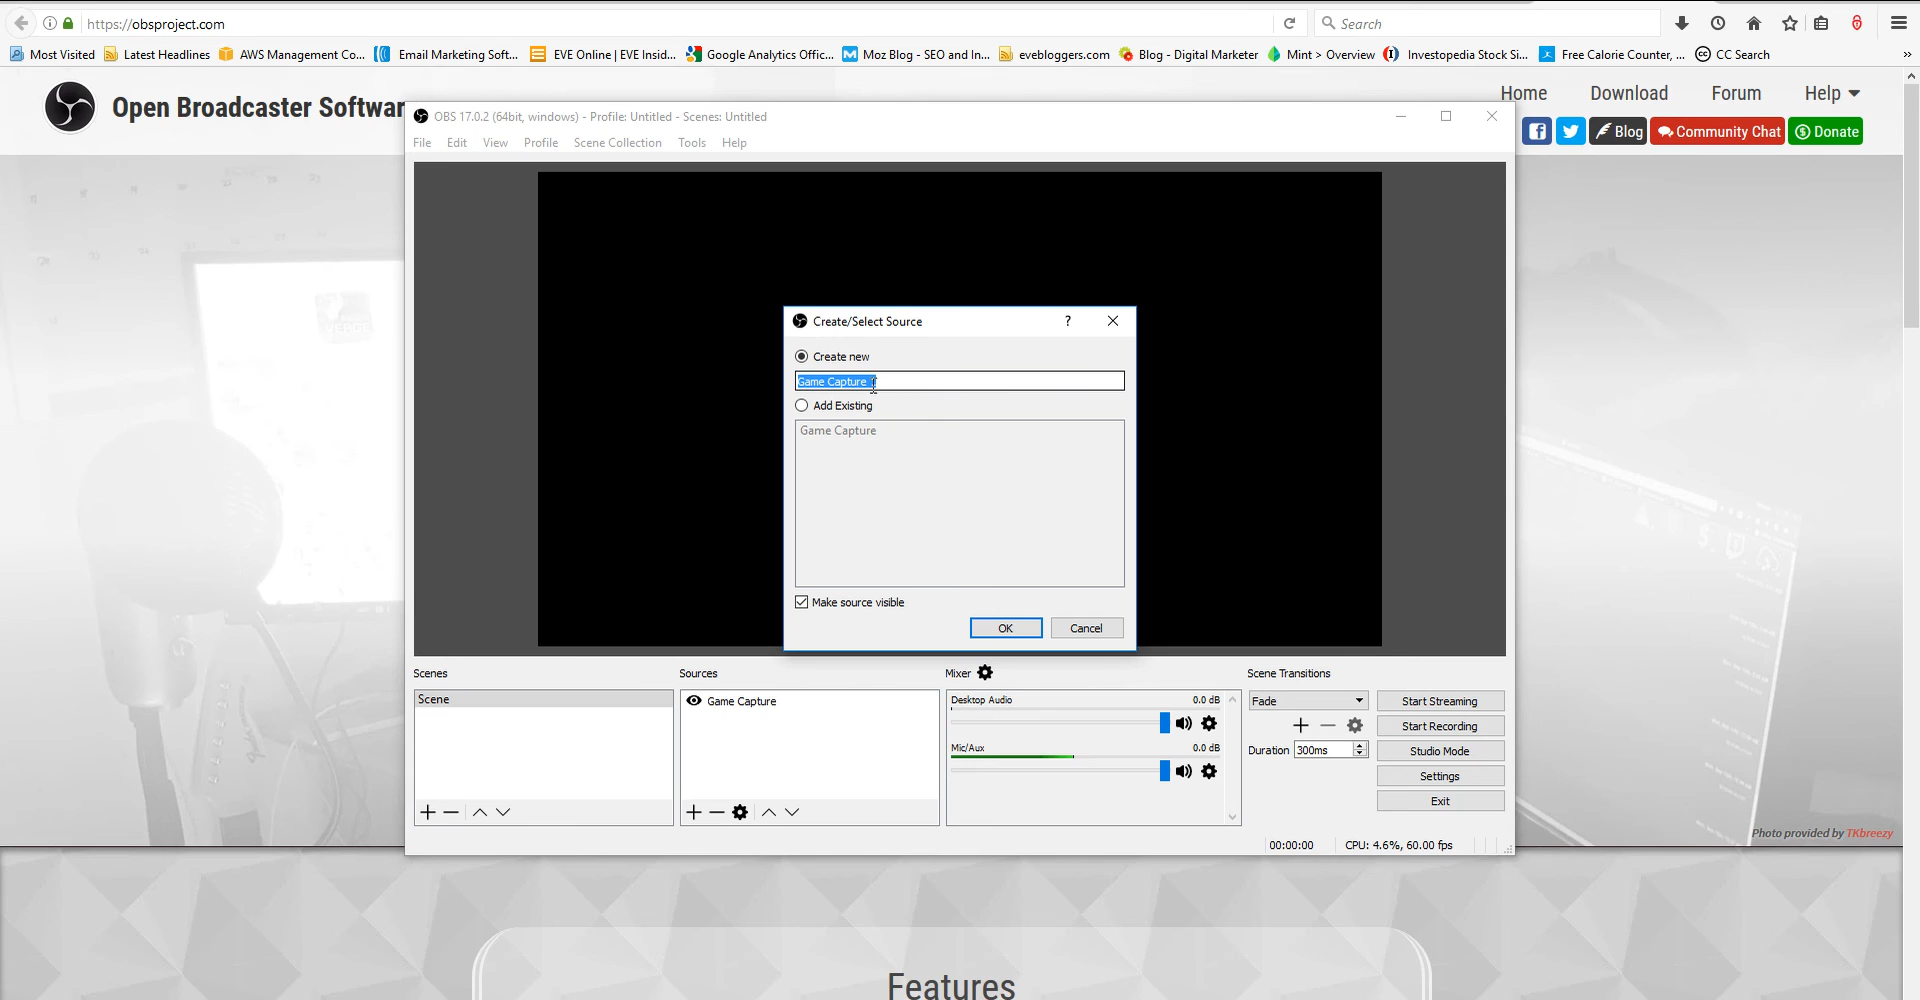 https://obsproject.com
Search
Most Visited
Latest Headlines
AWS Management Co...
Email Marketing Soft...
EVE Online | EVE Insid...
Google Analytics Offic...
Moz Blog - SEO and In...
evebloggers.com
Blog - Digital Marketer
Mint > Overview
Investopedia Stock Si...
Free Calorie Counter, ...
CC Search
Open Broadcaster Softwar
Home
Download
Forum
Help
Blog
Community Chat
Donate
OBS 17.0.2 (64bit, windows) - Profile: Untitled - Scenes: Untitled
File
Edit
View
Profile
Scene Collection
Tools
Help
Create/Select Source
?
Create new
Game Capture
Add Existing
Game Capture
Make source visible
OK
Cancel
Scenes
Sources
Mixer
Scene Transitions
Scene
Game Capture
Desktop Audio
0.0 dB
Mic/Aux
0.0 dB
Fade
Duration
300ms
Start Streaming
Start Recording
Studio Mode
Settings
Exit
00:00:00
CPU: 4.6%, 60.00 fps
Photo provided by TKbreezy
Features